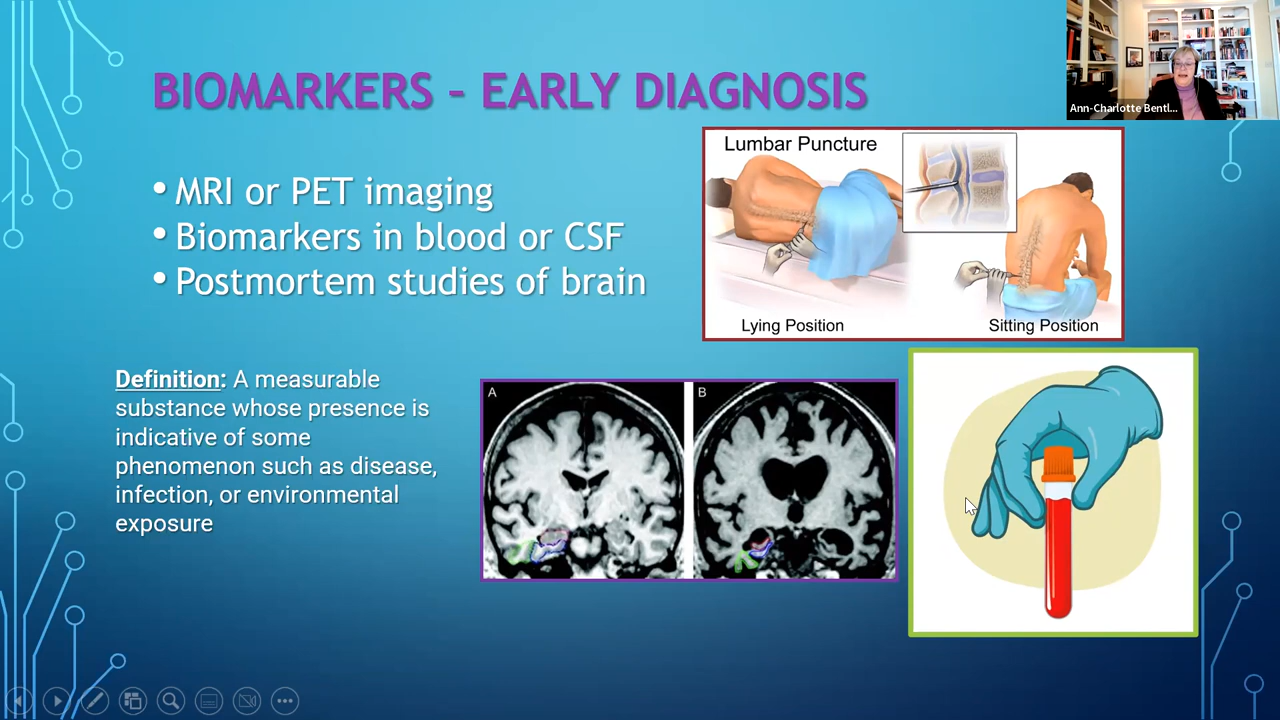 BIOMARKERS – EARLY DIAGNOSIS
Ann-Charlotte Bentl...
• MRI or PET imaging
• Biomarkers in blood or CSF
• Postmortem studies of brain
Lumbar Puncture
Lying Position
Sitting Position
Definition: A measurable
substance whose presence is
indicative of some
phenomenon such as disease,
infection, or environmental
exposure
A
B